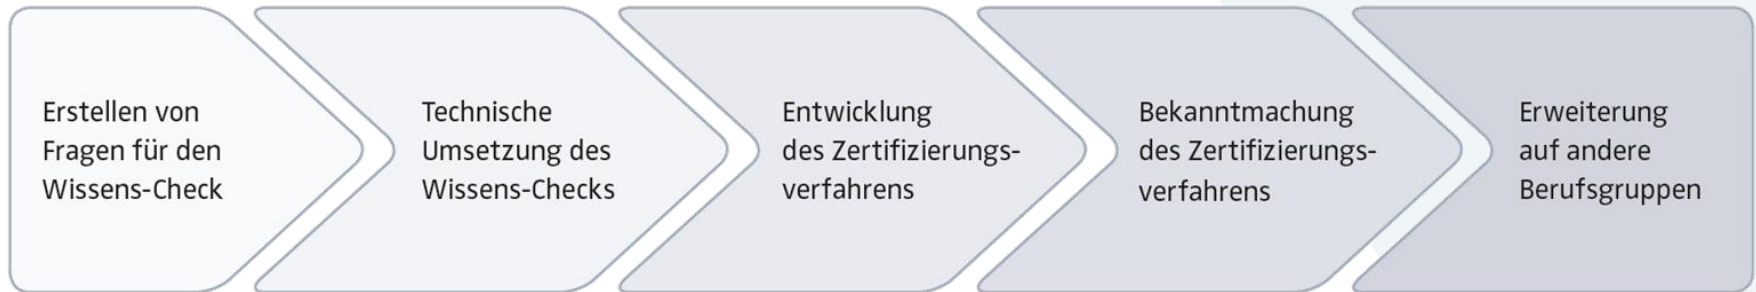 Erstellen von
Fragen für den
Wissens-Check
Technische
Umsetzung des
Wissens-Checks
Entwicklung
des Zertifizierungs-
verfahrens
Bekanntmachung
des Zertifizierungs-
verfahrens
Erweiterung
auf andere
Berufsgruppen